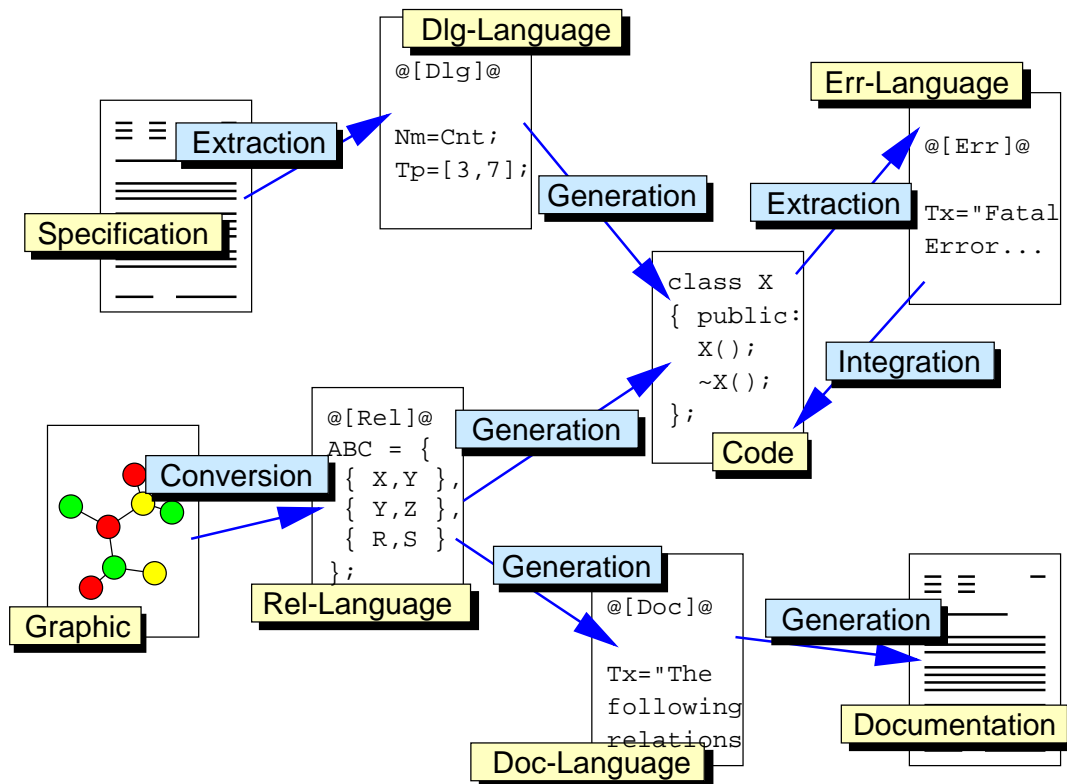 Dlg-Language
@[Dlg]@
Nm=Cnt;
Tp=[3,7];
Extraction
Specification
Generation
Err-Language
@[Err]@
Tx="Fatal
Error...
Extraction
class X
{ public:
X();
~X();
};
Code
Integration
Graphic
Conversion
@[Rel]@
ABC = {
{ X,Y },
{ Y,Z },
{ R,S }
};
Rel-Language
Generation
Generation
@[Doc]@
Tx="The
following
relations
Doc-Language
Generation
Documentation